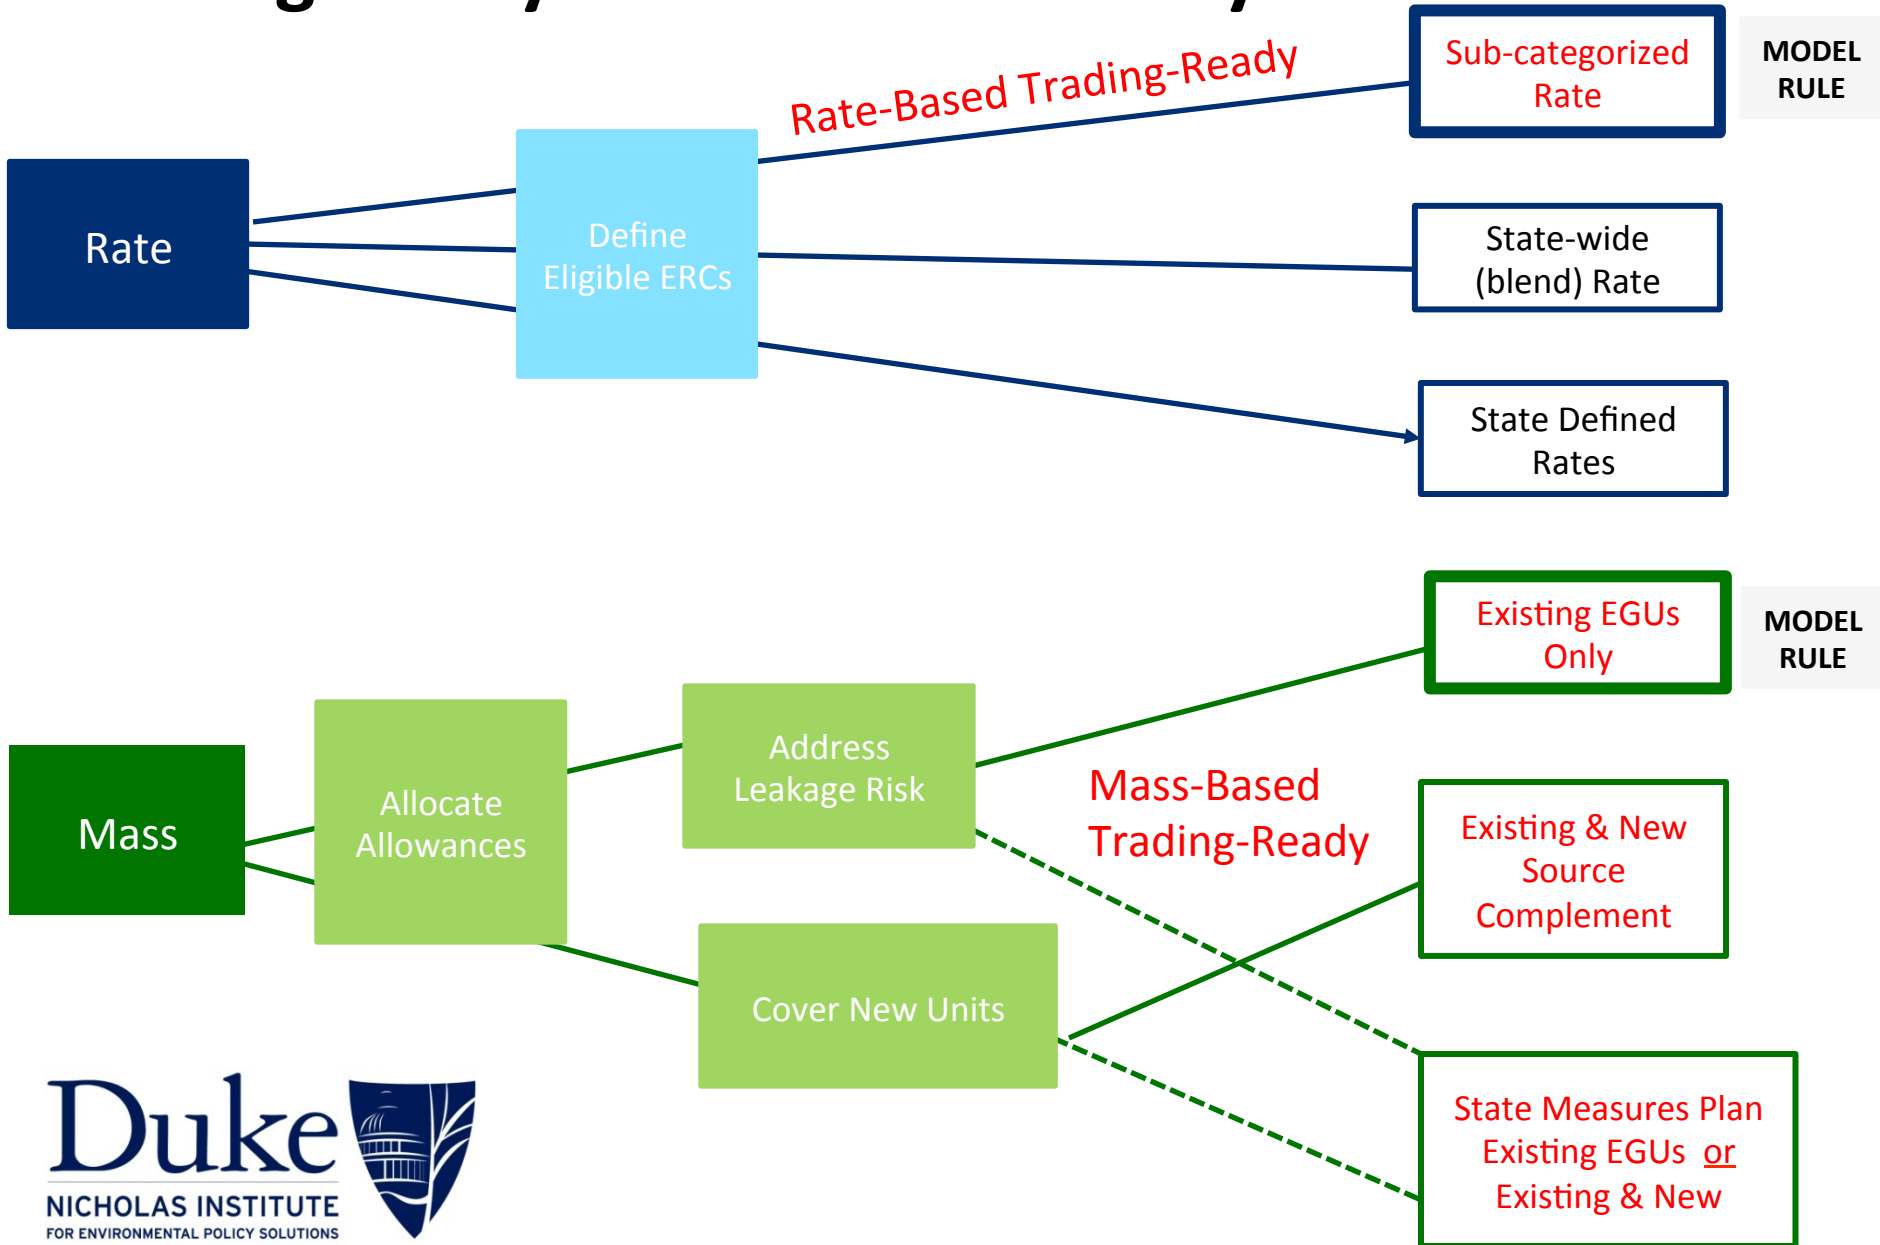 Rate-Based Trading-Ready
Sub-categorized
Rate
MODEL
RULE
Rate
Define
Eligible ERCs
State-wide
(blend) Rate
State Defined
Rates
Existing EGUs
Only
MODEL
RULE
Mass
Allocate
Allowances
Address
Leakage Risk
Mass-Based
Trading-Ready
Existing & New
Source
Complement
Cover New Units
State Measures Plan
Existing EGUs or
Existing & New
Duke
NICHOLAS INSTITUTE
FOR ENVIRONMENTAL POLICY SOLUTIONS